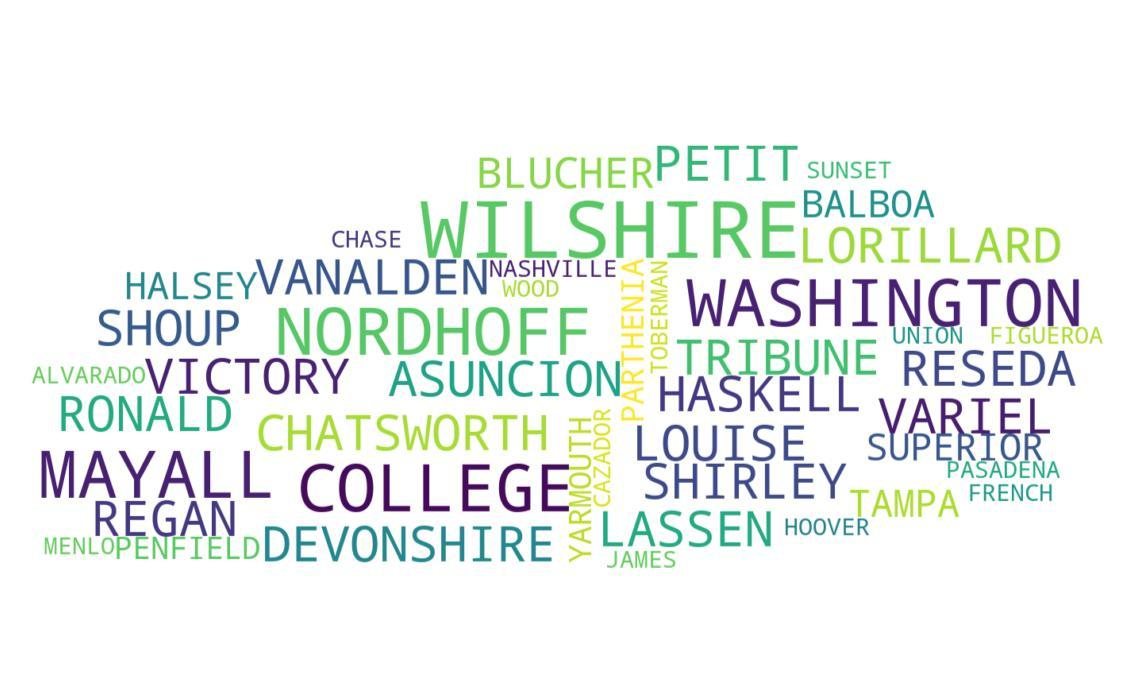 BLUCHER
PETIT
SUNSET
WILSHIRE
BALBOA
CHASE
LORILLARD
HALSEY
VANALDEN
NASHVILLE
WOOD
PARTHENIA
TOBERMAN
WASHINGTON
SHOUP
NORDHOFF
UNION
FIGUEROA
TRIBUNE
ALVARADO
VICTORY
ASUNCION
RESEDA
HASKELL
RONALD
CHATSWORTH
YARMOUTH
CAZADOR
VARIEL
LOUISE
SUPERIOR
MAYALL
COLLEGE
SHIRLEY
PASADENA
FRENCH
REGAN
TAMPA
MENLO
PENFIELD
DEVONSHIRE
LASSEN
HOOVER
JAMES